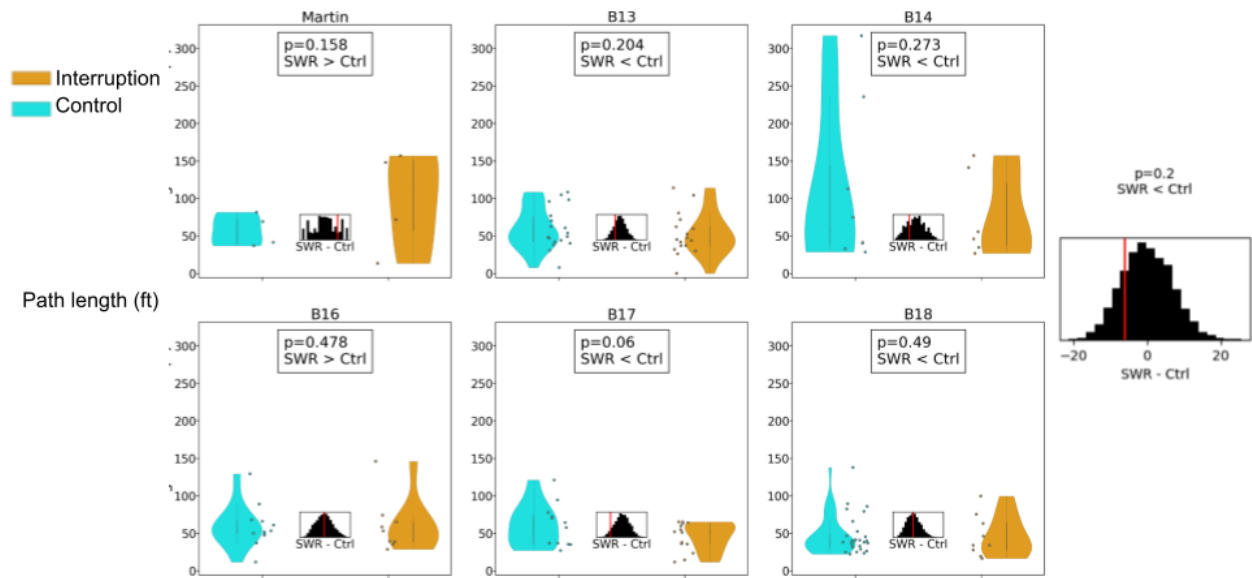 Interruption
Control
Path length (ft)
Martin
300
250
200
150
100
50
0
p=0.158
SWR > Ctrl
SWR - Ctrl
B13
300
250
200
150
100
50
0
p=0.204
SWR < Ctrl
SWR - Ctrl
B14
300
250
200
150
100
50
0
p=0.273
SWR < Ctrl
SWR - Ctrl
B16
300
250
200
150
100
50
0
p=0.478
SWR > Ctrl
SWR - Ctrl
B17
300
250
200
150
100
50
0
p=0.06
SWR < Ctrl
SWR - Ctrl
B18
300
250
200
150
100
50
0
p=0.49
SWR < Ctrl
SWR - Ctrl
p=0.2
SWR < Ctrl
−20 0 20
SWR - Ctrl